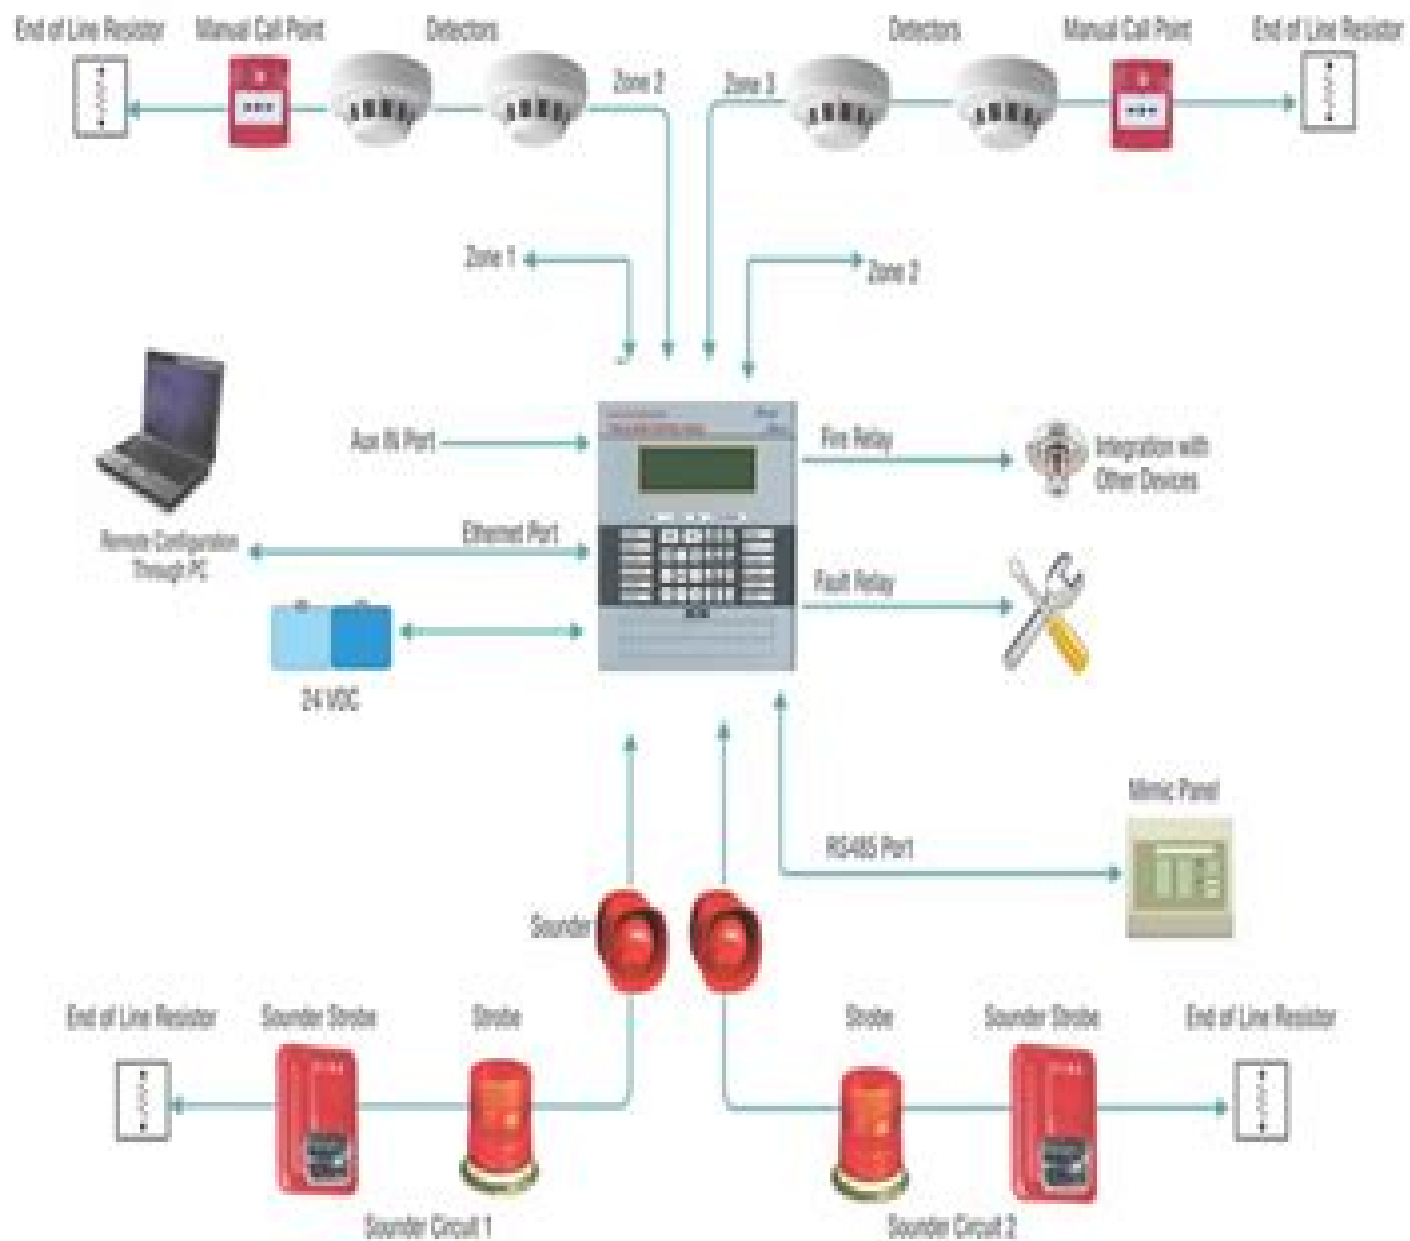 End of Line Resistor
Manual Call Point
Detectors
Detectors
Manual Call Point
End of Line Resistor
Zone 2
Zone 3
Zone 1
Zone 2
Aux IN Port
Fire Relay
Integration with
Other Devices
Remote Configuration
Through PC
Ethernet Port
Fault Relay
24 VDC
Mimic Panel
RS485 Port
Sounder
End of Line Resistor
Sounder Strobe
Strobe
Strobe
Sounder Strobe
End of Line Resistor
Sounder Circuit 1
Sounder Circuit 2